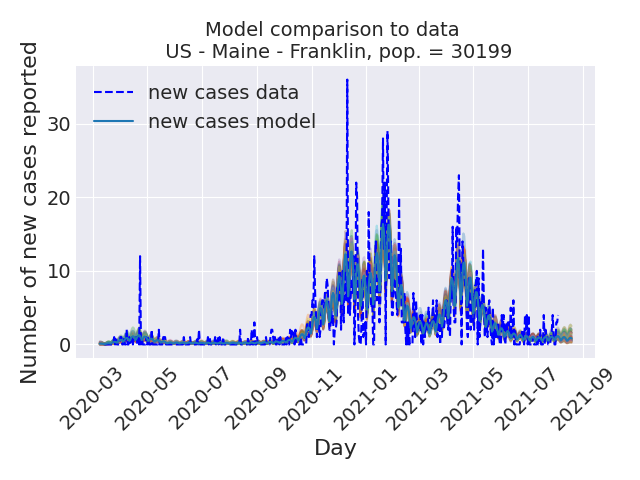 Model comparison to data
US - Maine - Franklin, pop. = 30199
Number of new cases reported
new cases data
new cases model
30
20
10
0
2020-03
2020-05
2020-07
2020-09
2020-11
2021-01
2021-03
2021-05
2021-07
2021-09
Day